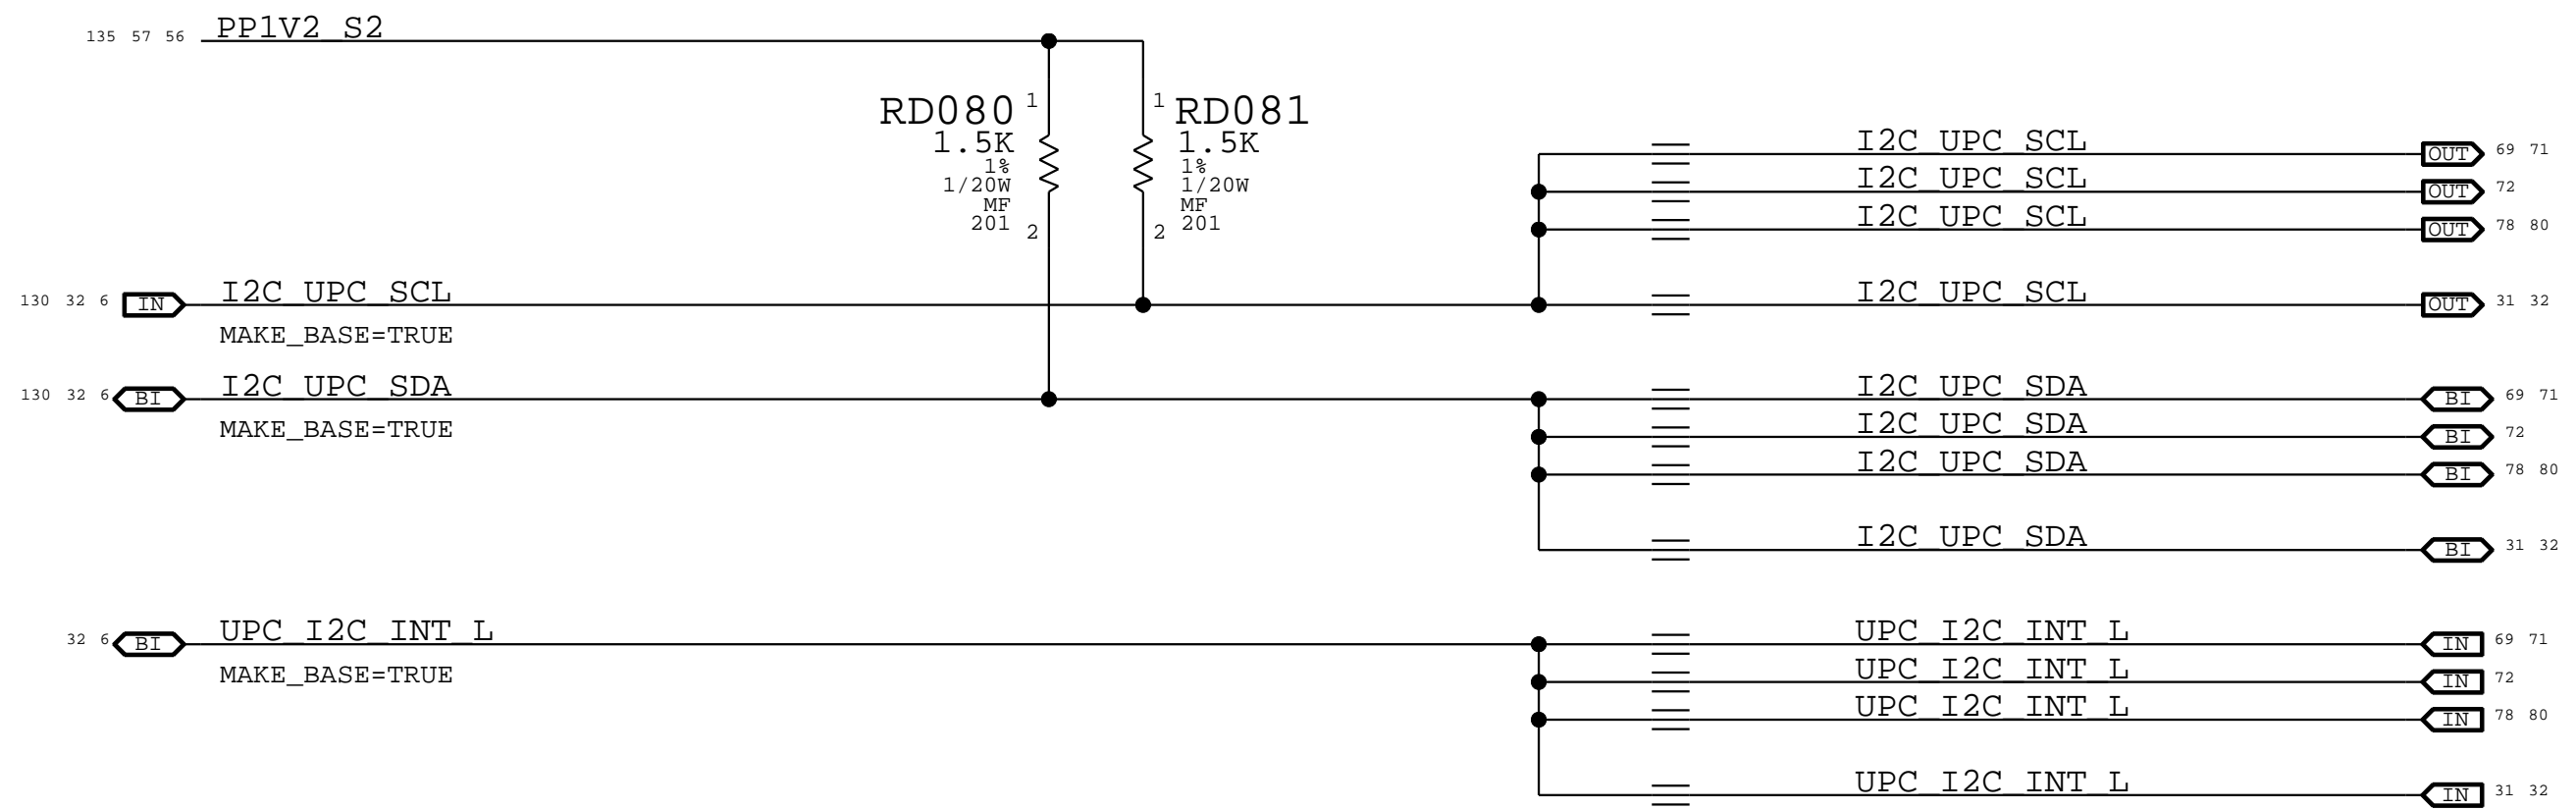 135 57 56 PP1V2_S2
RD080 1
1.5K
1%
1/20W
MF
201 2
1 RD081
1.5K
1%
1/20W
MF
2 201
I2C_UPC_SCL OUT 69 71
I2C_UPC_SCL OUT 72
I2C_UPC_SCL OUT 78 80
130 32 6 IN I2C_UPC_SCL
MAKE_BASE=TRUE
I2C_UPC_SCL OUT 31 32
130 32 6 BI I2C_UPC_SDA
MAKE_BASE=TRUE
I2C_UPC_SDA BI 69 71
I2C_UPC_SDA BI 72
I2C_UPC_SDA BI 78 80
I2C_UPC_SDA BI 31 32
32 6 BI UPC_I2C_INT_L
MAKE_BASE=TRUE
UPC_I2C_INT_L IN 69 71
UPC_I2C_INT_L IN 72
UPC_I2C_INT_L IN 78 80
UPC_I2C_INT_L IN 31 32